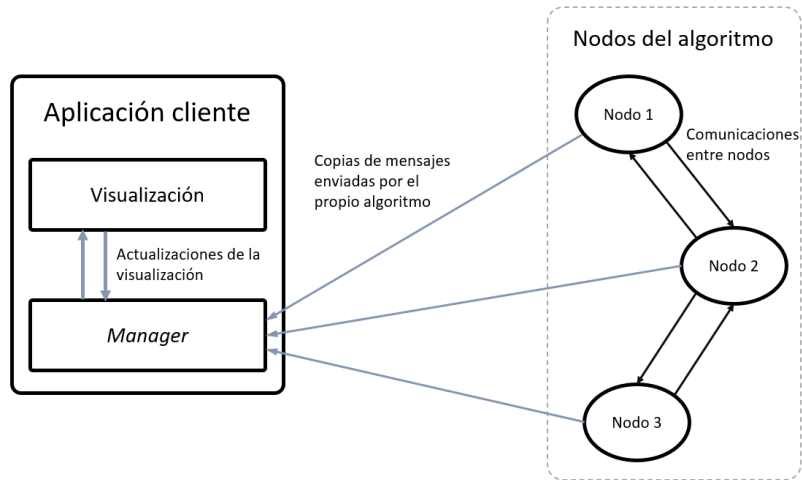 Nodos del algoritmo
Aplicación cliente
Nodo 1
Comunicaciones
entre nodos
Copias de mensajes
enviadas por el
propio algoritmo
Visualización
Actualizaciones de la
visualización
Nodo 2
Manager
Nodo 3